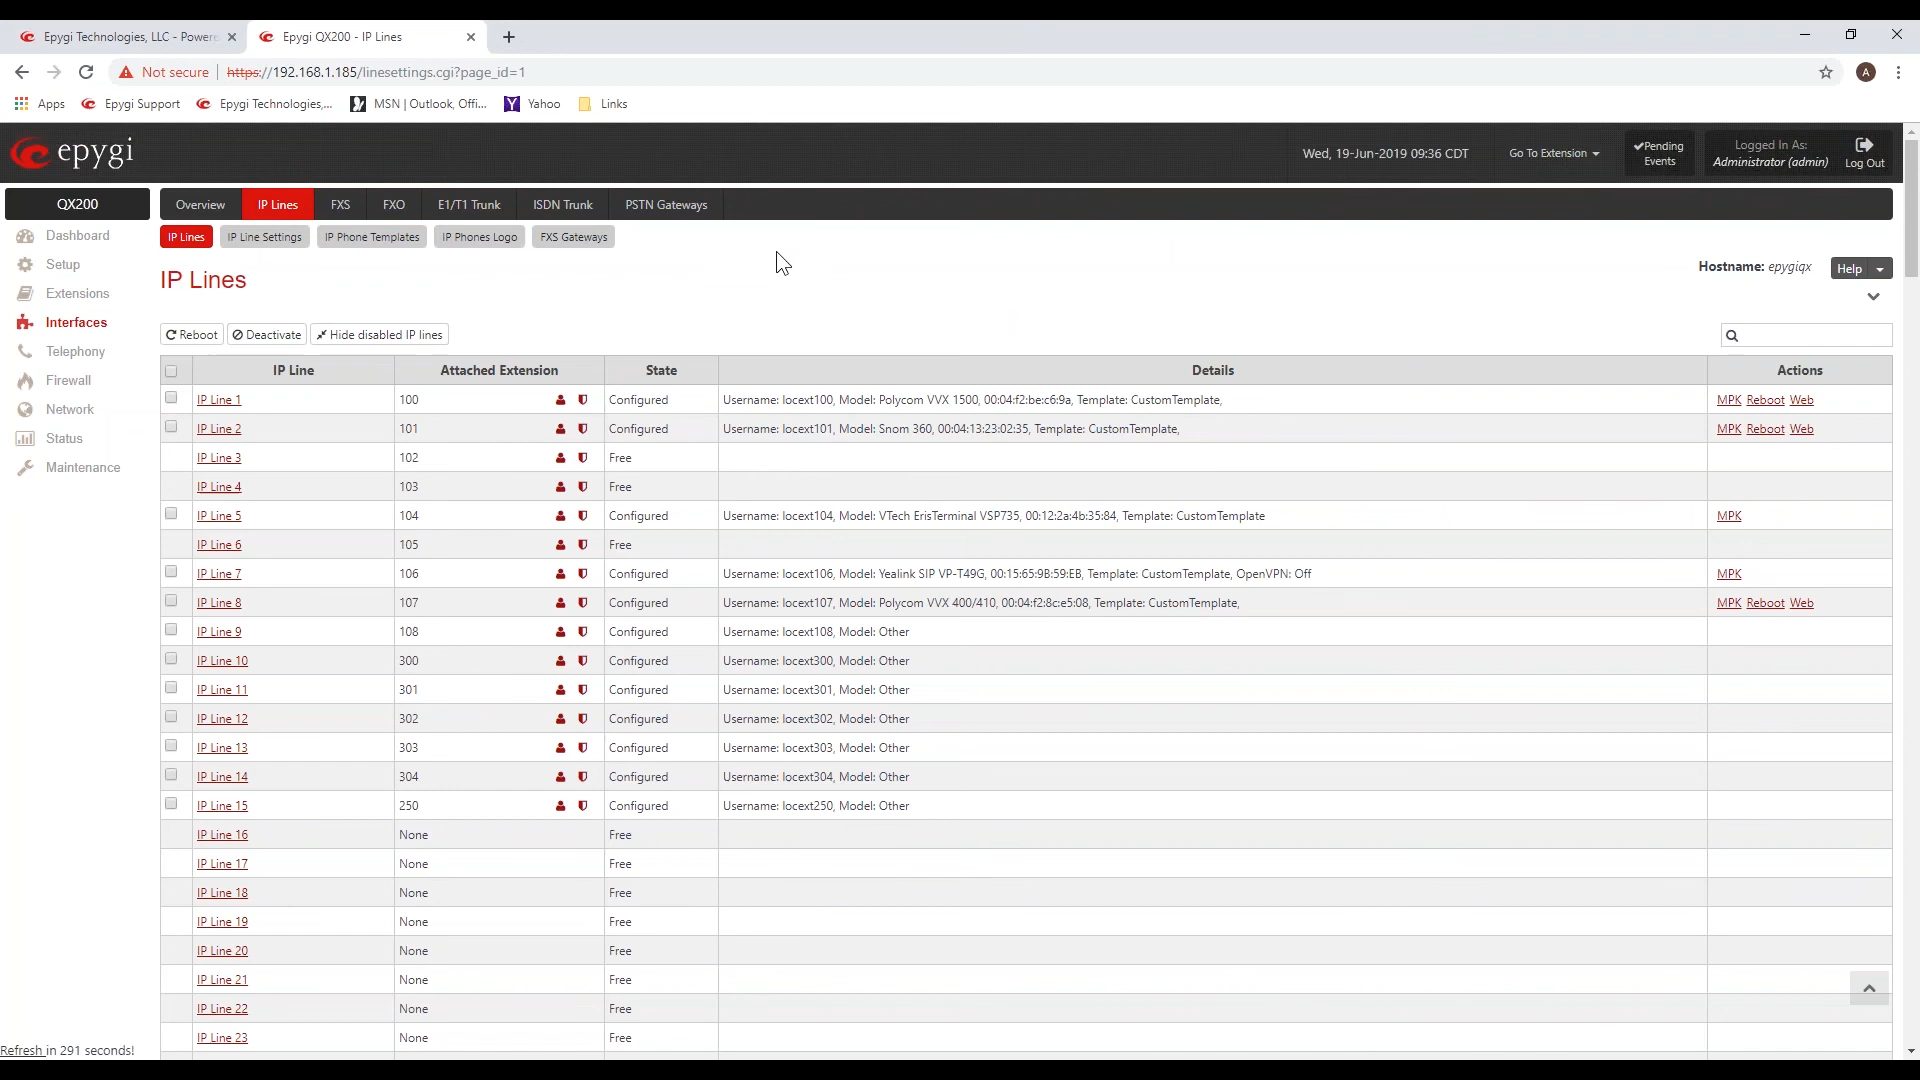 Epygi Technologies, LLC - Powere
Epygi QX200 - IP Lines
Not secure
https://192.168.1.185/linesettings.cgi?page_id=1
A
Apps
Epygi Support
Epygi Technologies,...
MSN | Outlook, Offi...
Yahoo
Links
epygi
Wed, 19-Jun-2019 09:36 CDT
Go To Extension
Pending Events
Logged In As:
Administrator (admin)
Log Out
QX200
Overview
IP Lines
FXS
FXO
E1/T1 Trunk
ISDN Trunk
PSTN Gateways
Dashboard
Setup
Extensions
Interfaces
Telephony
Firewall
Network
Status
Maintenance
IP Lines
IP Line Settings
IP Phone Templates
IP Phones Logo
FXS Gateways
IP Lines
Hostname: epygiqx
Help
Reboot
Deactivate
Hide disabled IP lines
IP Line Attached Extension State Details Actions
IP Line 1 100 Configured Username: locext100, Model: Polycom VVX 1500, 00:04:f2:be:c6:9a, Template: CustomTemplate, MPK Reboot Web
IP Line 2 101 Configured Username: locext101, Model: Snom 360, 00:04:13:23:02:35, Template: CustomTemplate, MPK Reboot Web
IP Line 3 102 Free
IP Line 4 103 Free
IP Line 5 104 Configured Username: locext104, Model: VTech ErisTerminal VSP735, 00:12:2a:4b:35:84, Template: CustomTemplate MPK
IP Line 6 105 Free
IP Line 7 106 Configured Username: locext106, Model: Yealink SIP VP-T49G, 00:15:65:9B:59:EB, Template: CustomTemplate, OpenVPN: Off MPK
IP Line 8 107 Configured Username: locext107, Model: Polycom VVX 400/410, 00:04:f2:8c:e5:08, Template: CustomTemplate, MPK Reboot Web
IP Line 9 108 Configured Username: locext108, Model: Other
IP Line 10 300 Configured Username: locext300, Model: Other
IP Line 11 301 Configured Username: locext301, Model: Other
IP Line 12 302 Configured Username: locext302, Model: Other
IP Line 13 303 Configured Username: locext303, Model: Other
IP Line 14 304 Configured Username: locext304, Model: Other
IP Line 15 250 Configured Username: locext250, Model: Other
IP Line 16 None Free
IP Line 17 None Free
IP Line 18 None Free
IP Line 19 None Free
IP Line 20 None Free
IP Line 21 None Free
IP Line 22 None Free
IP Line 23 None Free
Refresh in 291 seconds!